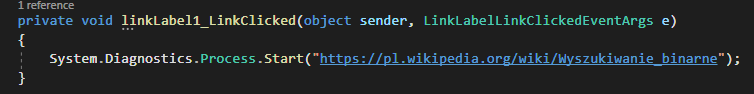 1 reference
private void linkLabel1_LinkClicked(object sender, LinkLabelLinkClickedEventArgs e)
{
System.Diagnostics.Process.Start("https://pl.wikipedia.org/wiki/Wyszukiwanie_binarne");
}